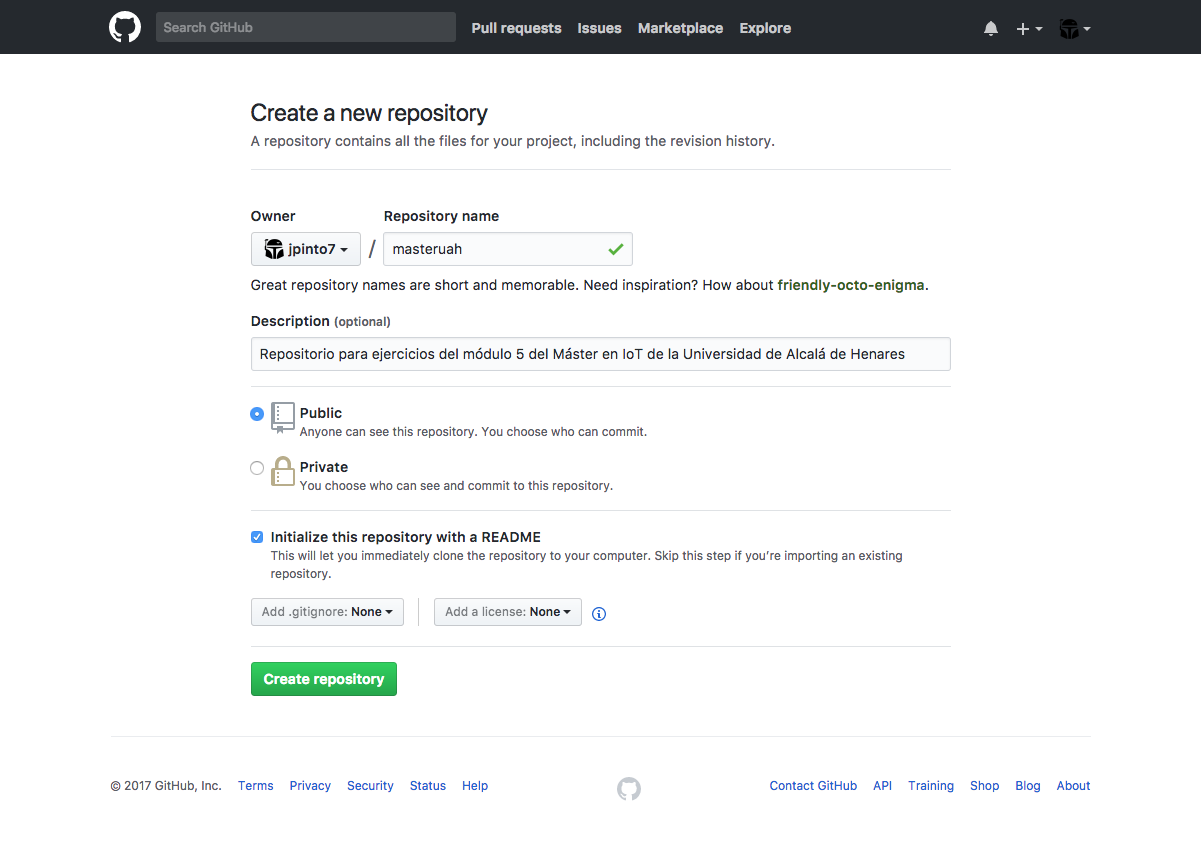 Search GitHub Pull requests Issues Marketplace Explore
Create a new repository
A repository contains all the files for your project, including the revision history.
Owner Repository name
jpinto7 / masteruah
Great repository names are short and memorable. Need inspiration? How about friendly-octo-enigma.
Description (optional)
Repositorio para ejercicios del módulo 5 del Máster en IoT de la Universidad de Alcalá de Henares
Public
Anyone can see this repository. You choose who can commit.
Private
You choose who can see and commit to this repository.
Initialize this repository with a README
This will let you immediately clone the repository to your computer. Skip this step if you’re importing an existing
repository.
Add .gitignore: None Add a license: None
Create repository
© 2017 GitHub, Inc. Terms Privacy Security Status Help Contact GitHub API Training Shop Blog About